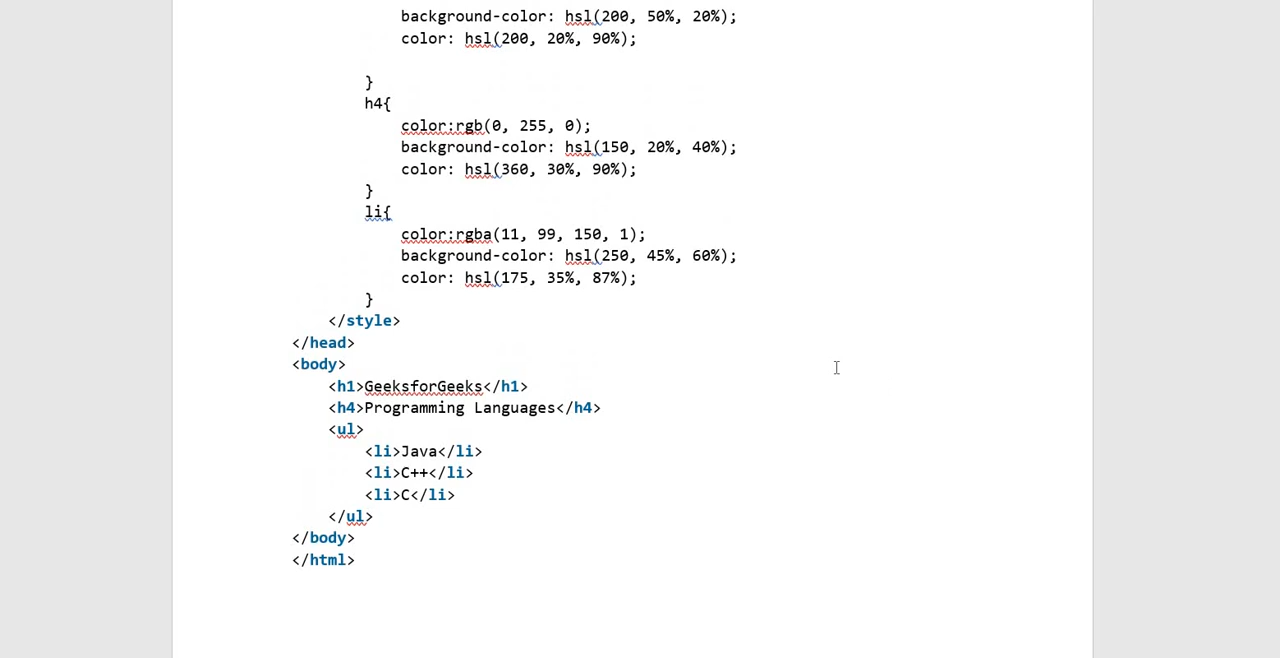 background-color: hsl(200, 50%, 20%);
color: hsl(200, 20%, 90%);
}
h4{
color:rgb(0, 255, 0);
background-color: hsl(150, 20%, 40%);
color: hsl(360, 30%, 90%);
}
li{
color:rgba(11, 99, 150, 1);
background-color: hsl(250, 45%, 60%);
color: hsl(175, 35%, 87%);
}
</style>
</head>
<body>
<h1>GeeksforGeeks</h1>
<h4>Programming Languages</h4>
<ul>
<li>Java</li>
<li>C++</li>
<li>C</li>
</ul>
</body>
</html>